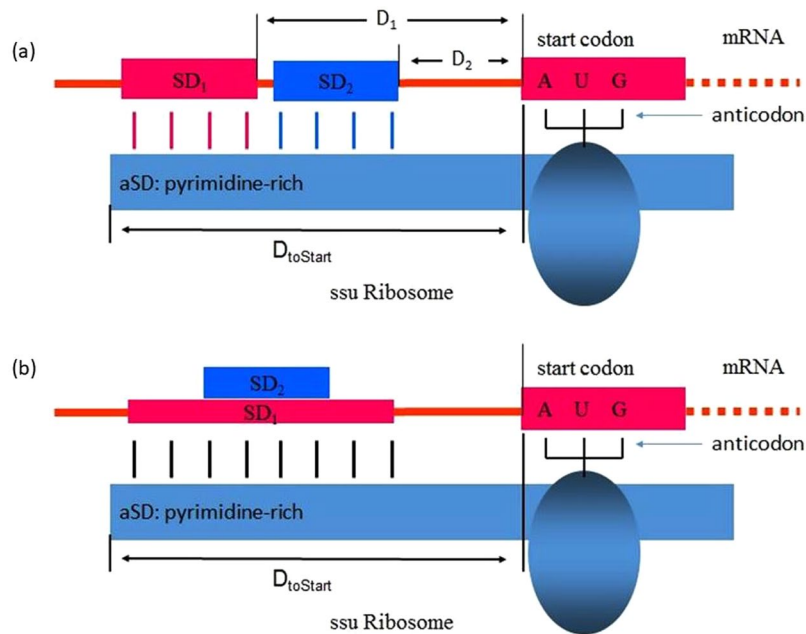 (a)
D₁
start codon
mRNA
SD₁
SD₂
D₂
A U G
anticodon
aSD: pyrimidine-rich
DtoStart
ssu Ribosome
(b)
start codon
mRNA
SD₂
SD₁
A U G
anticodon
aSD: pyrimidine-rich
DtoStart
ssu Ribosome